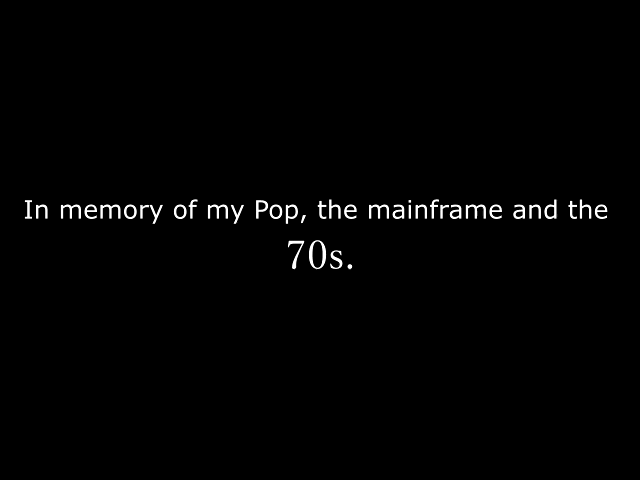 In memory of my Pop, the mainframe and the
70s.